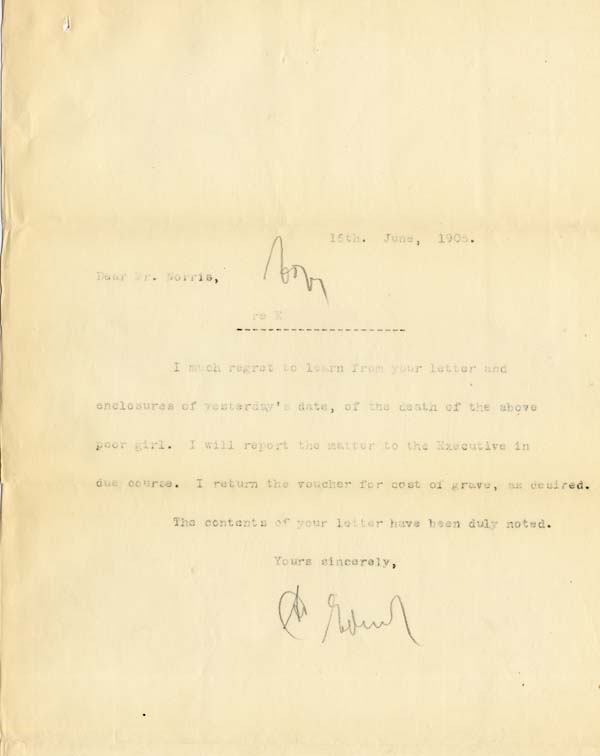 15th. June, 1905.
Dear Mr. Norris,
re E
I much regret to learn from your letter and
enclosures of yesterday's date, of the death of the above
poor girl. I will report the matter to the Executive in
due course. I return the voucher for cost of grave, as desired.
The contents of your letter have been duly noted.
Yours sincerely,